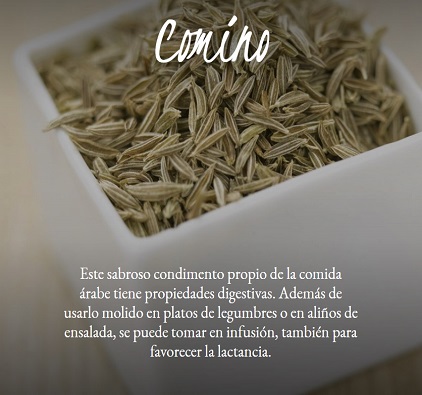 Comino
Este sabroso condimento propio de la comida
árabe tiene propiedades digestivas. Además de
usarlo molido en platos de legumbres o en aliños de
ensalada, se puede tomar en infusión, también para
favorecer la lactancia.